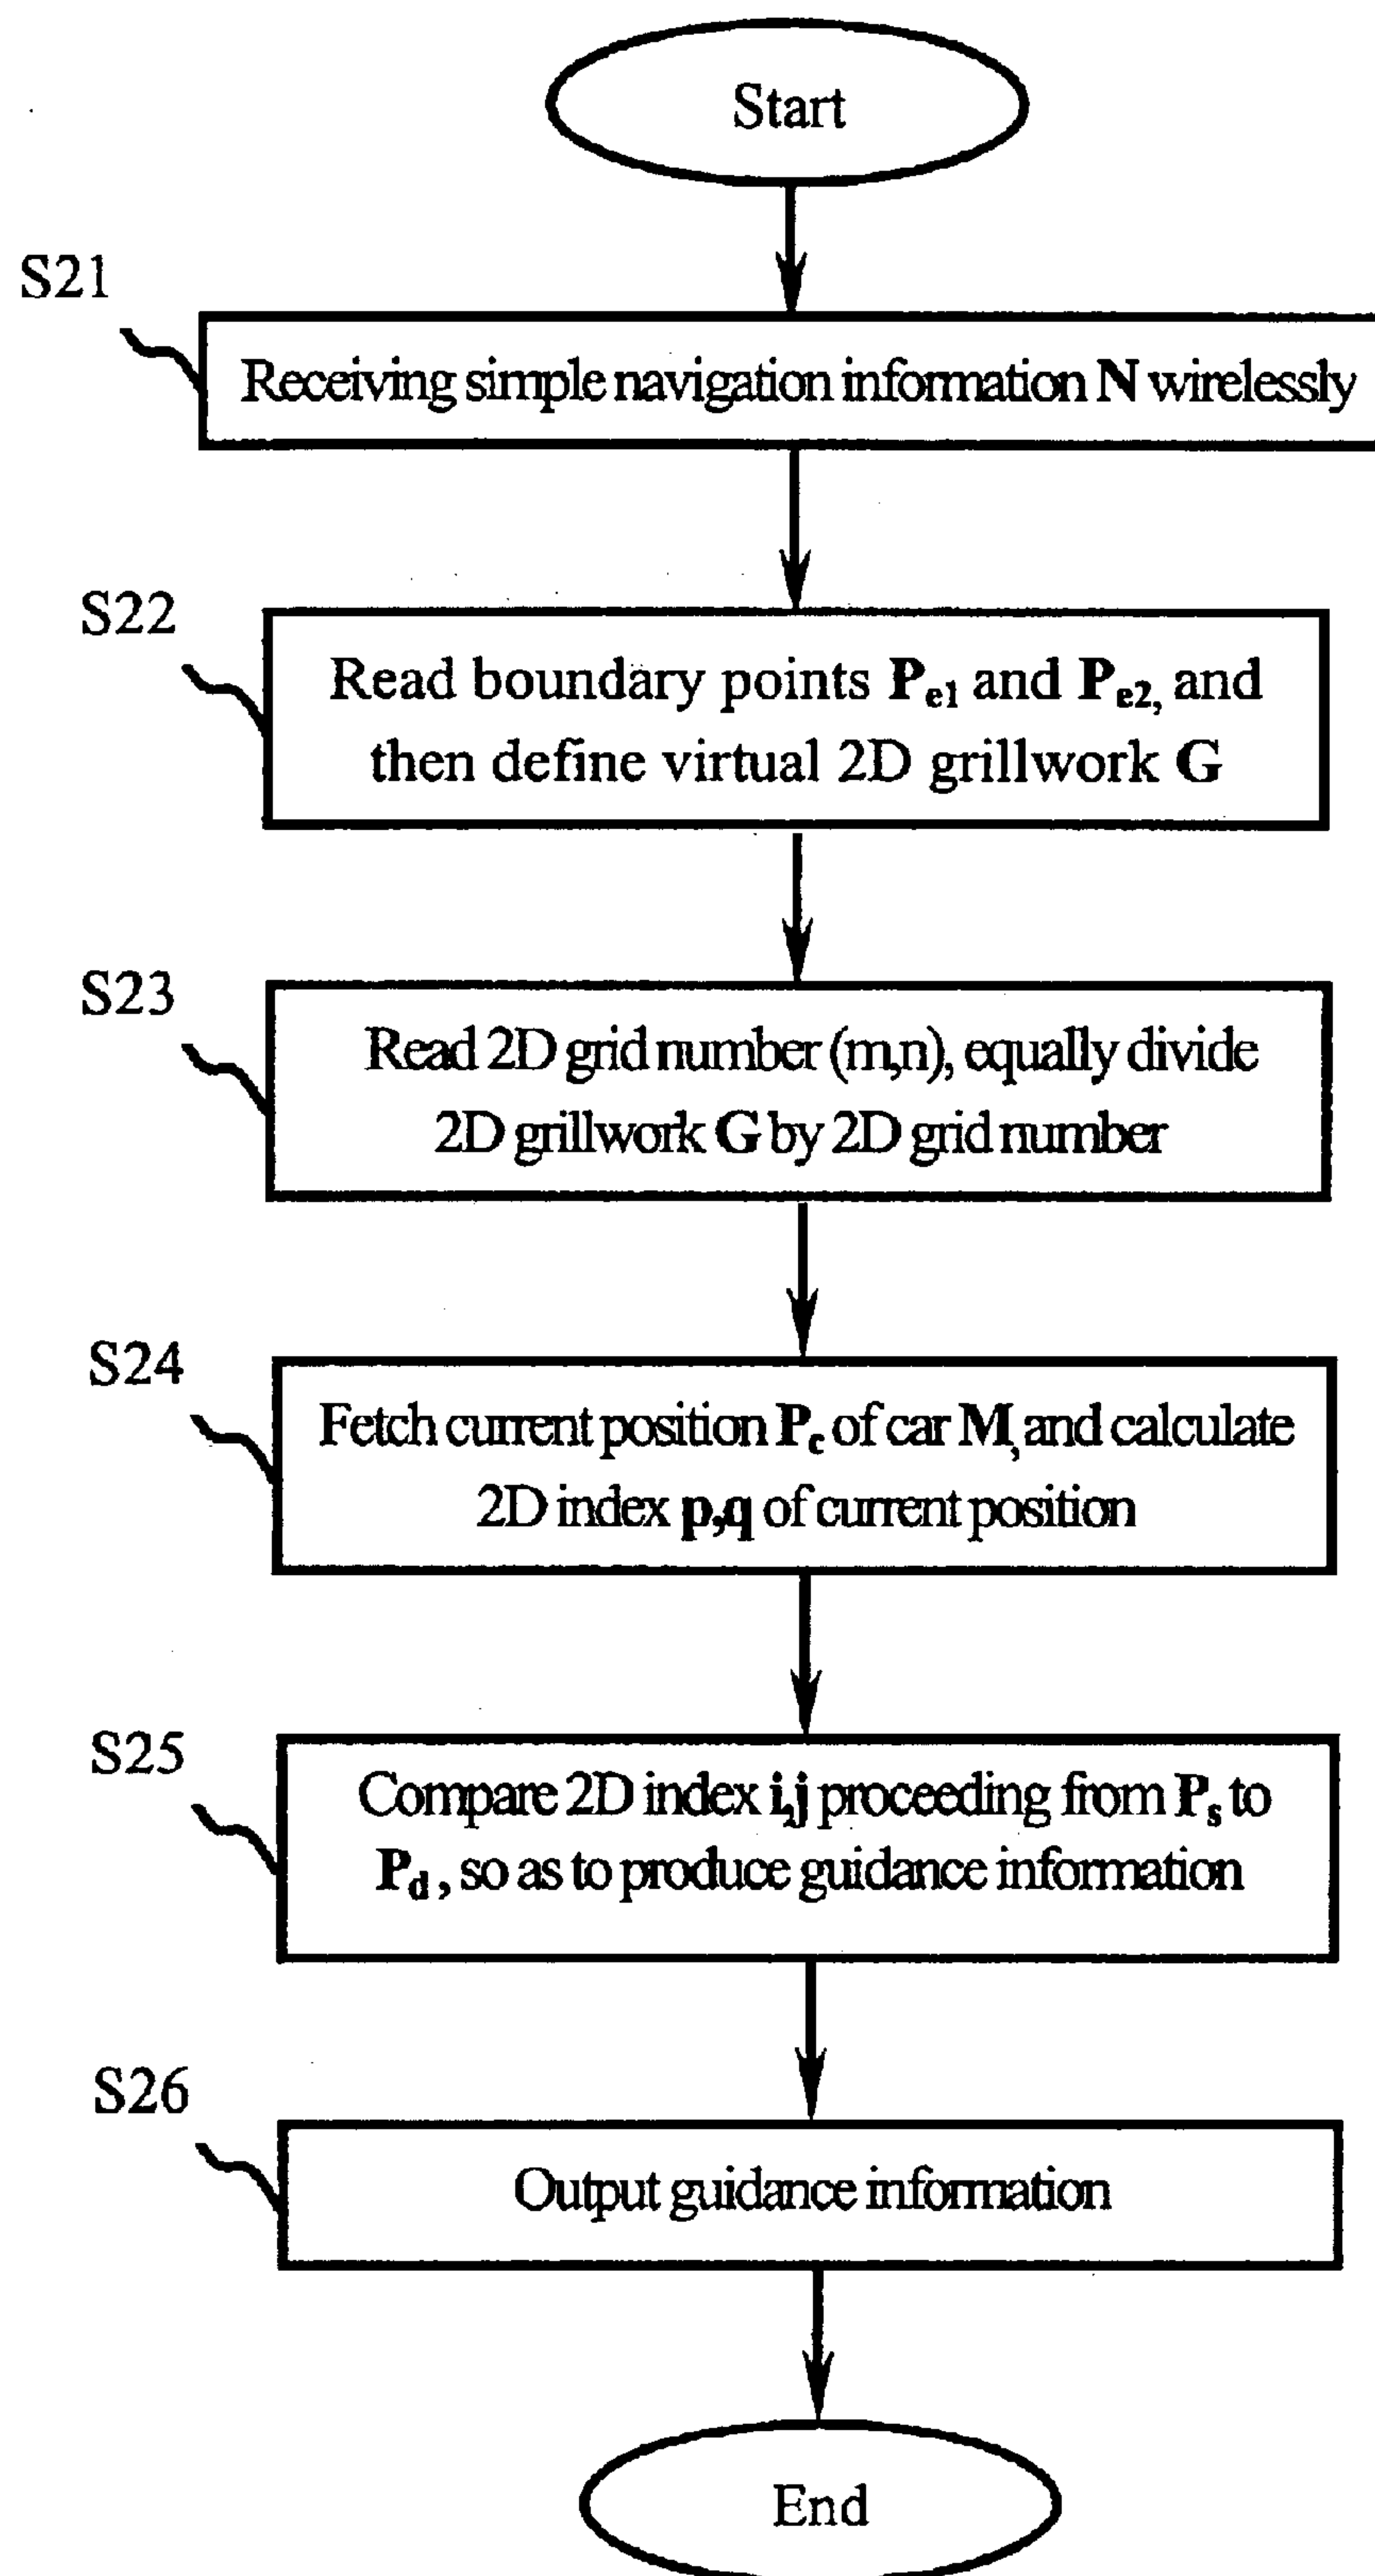 Start
S21
Receiving simple navigation information N wirelessly
S22
Read boundary points Pe1 and Pe2, and
then define virtual 2D grillwork G
S23
Read 2D grid number (m,n), equally divide
2D grillwork G by 2D grid number
S24
Fetch current position Pc of car M, and calculate
2D index p,q of current position
S25
Compare 2D index i,j proceeding from Ps to
Pd , so as to produce guidance information
S26
Output guidance information
End